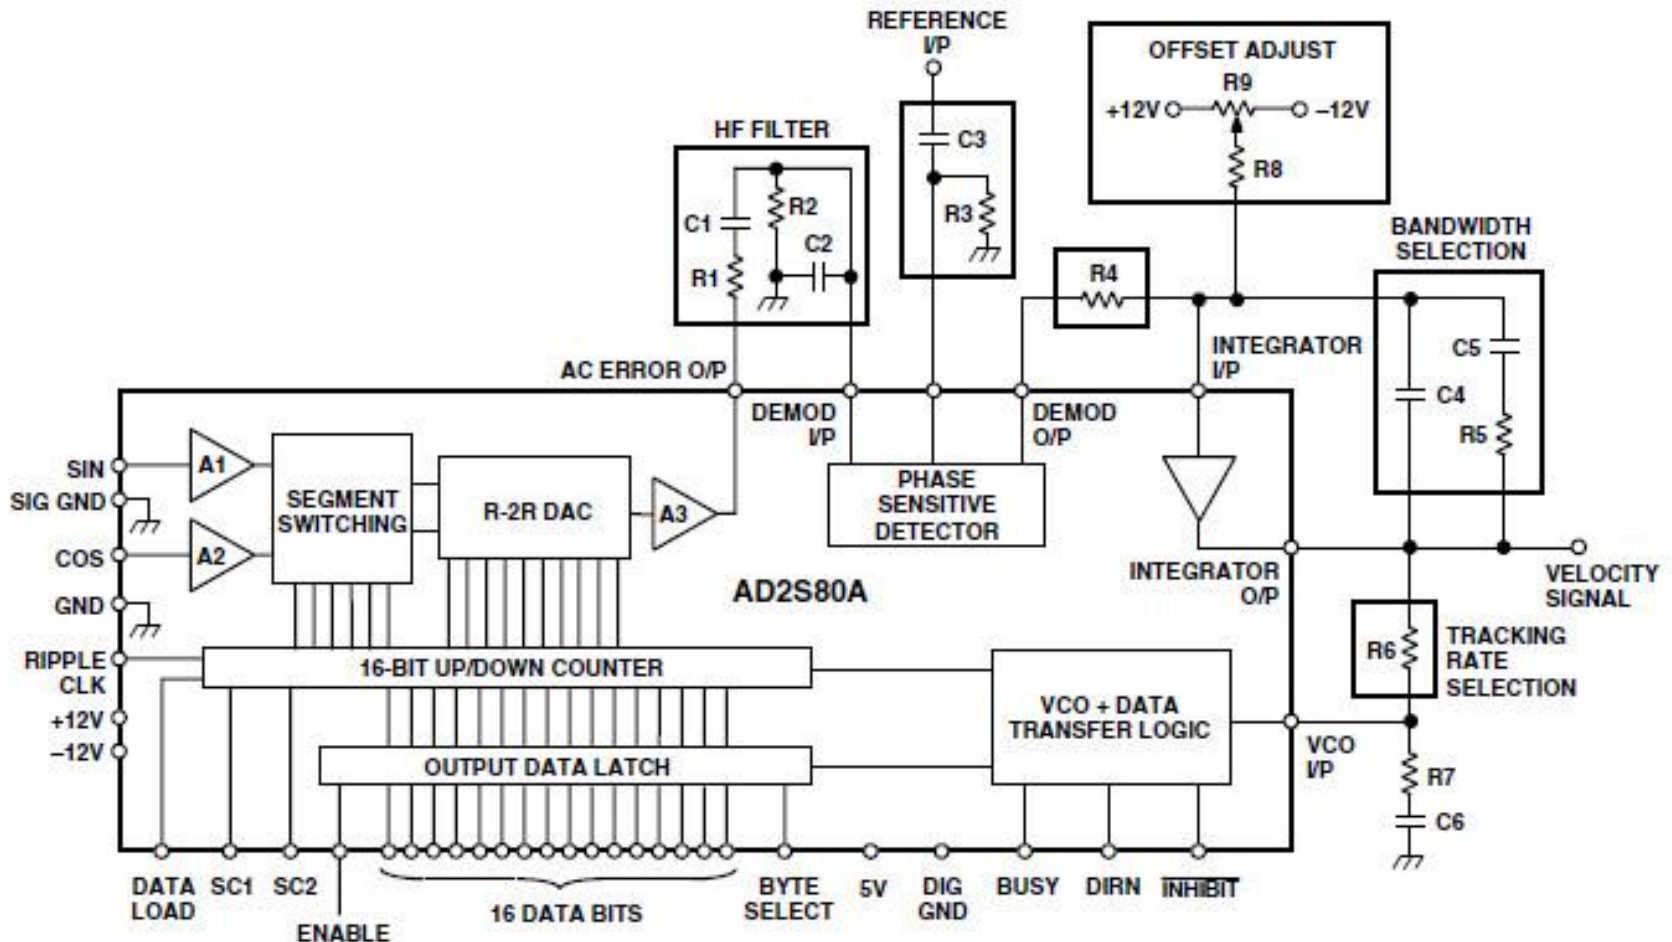 REFERENCE
I/P
OFFSET ADJUST
R9
+12V
–12V
R8
HF FILTER
C3
R3
C1
R2
C2
R1
BANDWIDTH
SELECTION
R4
C5
C4
R5
INTEGRATOR
I/P
AC ERROR O/P
DEMOD
I/P
DEMOD
O/P
SIN
SIG GND
COS
GND
RIPPLE
CLK
+12V
–12V
A1
A2
SEGMENT
SWITCHING
R-2R DAC
A3
PHASE
SENSITIVE
DETECTOR
AD2S80A
INTEGRATOR
O/P
VELOCITY
SIGNAL
R6
TRACKING
RATE
SELECTION
16-BIT UP/DOWN COUNTER
VCO + DATA
TRANSFER LOGIC
OUTPUT DATA LATCH
VCO
I/P
R7
C6
DATA
LOAD
SC1
SC2
ENABLE
16 DATA BITS
BYTE
SELECT
5V
DIG
GND
BUSY
DIRN
INHIBIT